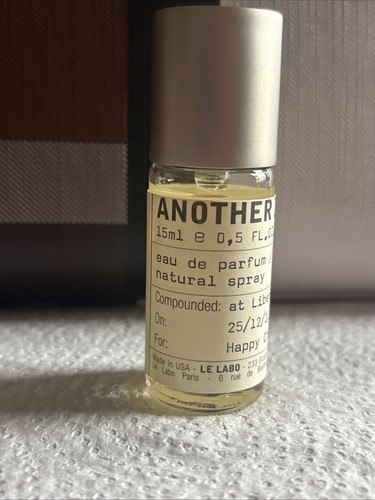 ANOTHER
15ml e 0,5 FL.
eau de parfum
natural spray
Compounded: at
On: 25/12/
For: Happy
Made in USA - LE LABO - 233
Le Labo Paris - 6 rue de